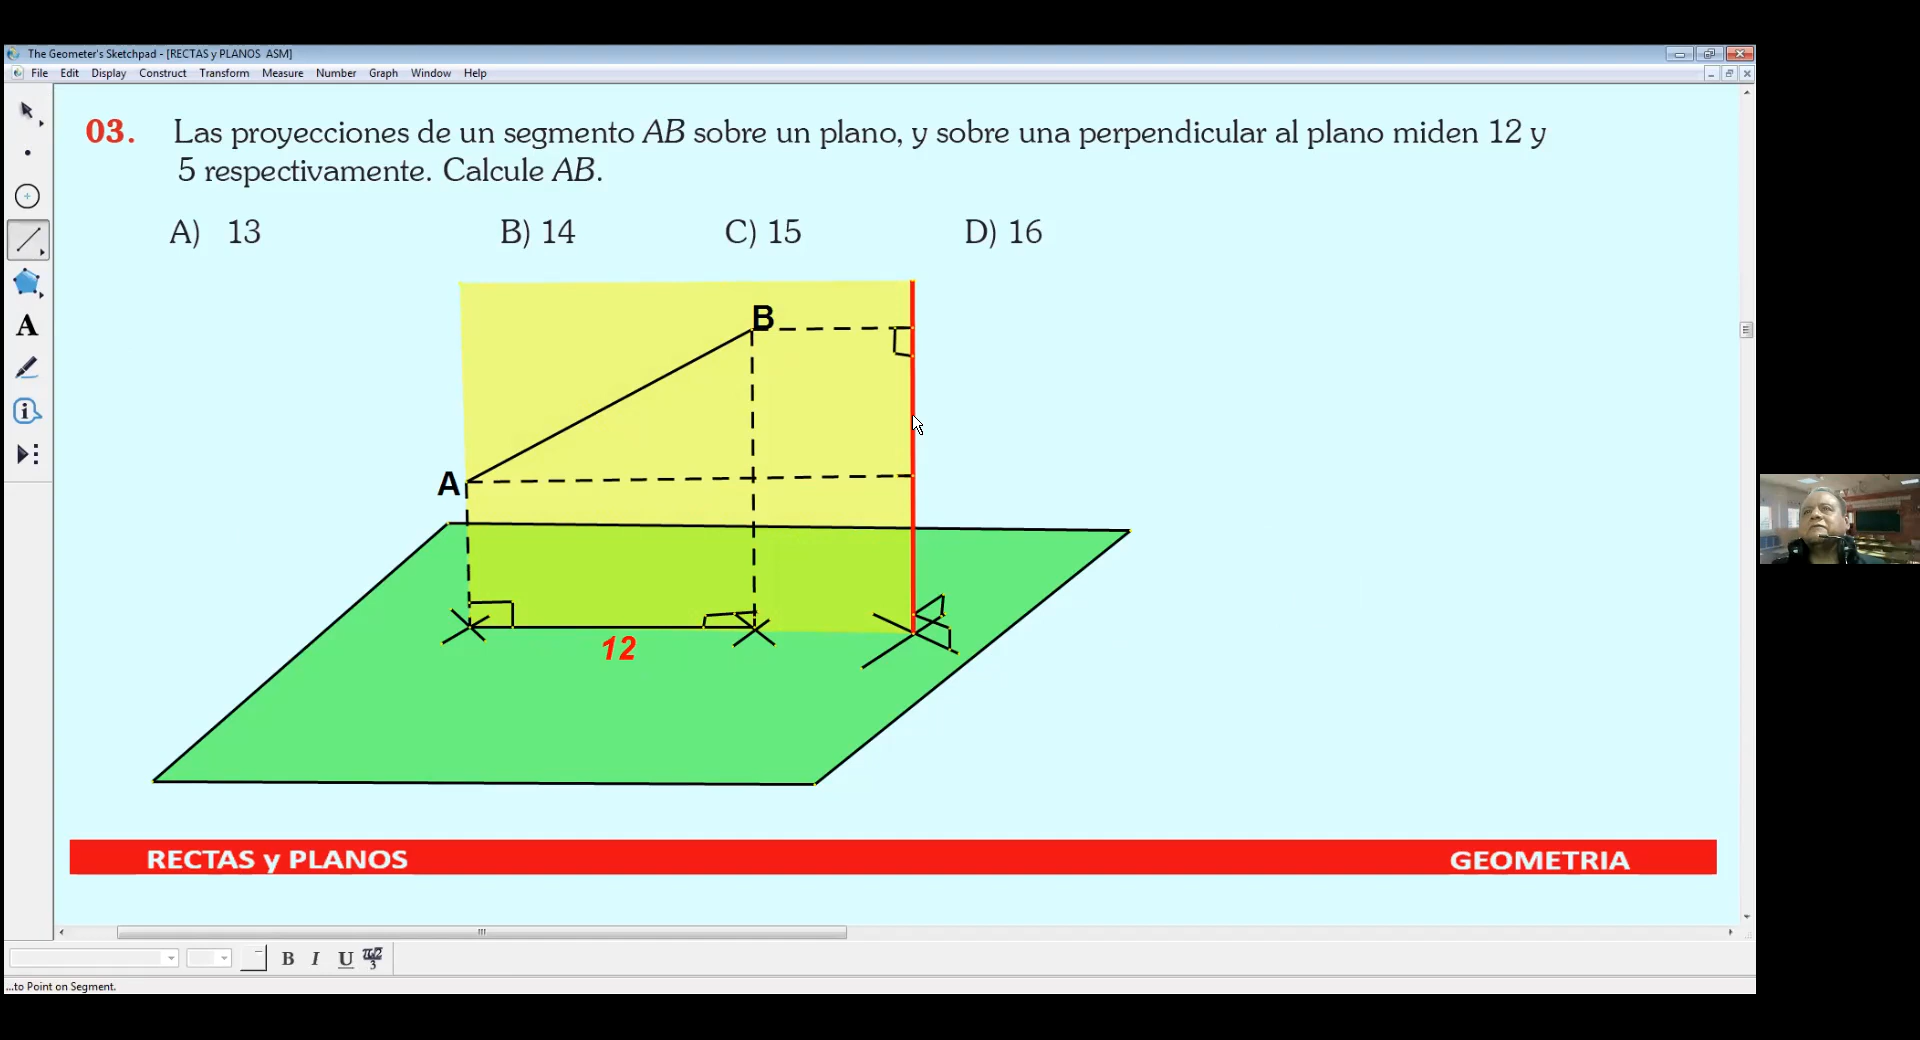 The Geometer's Sketchpad - [RECTAS y PLANOS ASM]
File Edit Display Construct Transform Measure Number Graph Window Help
03. Las proyecciones de un segmento AB sobre un plano, y sobre una perpendicular al plano miden 12 y
5 respectivamente. Calcule AB.
A) 13 B) 14 C) 15 D) 16
B
A
12
RECTAS y PLANOS GEOMETRIA
A
B I U
...to Point on Segment.